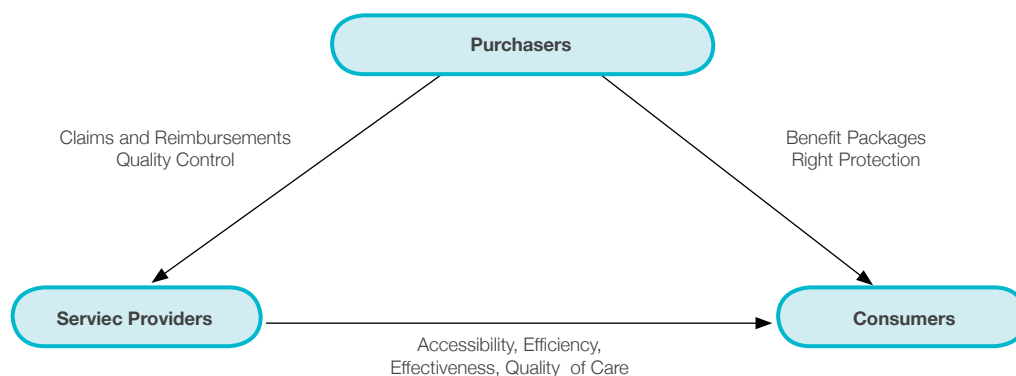 Purchasers
Claims and Reimbursements
Quality Control
Benefit Packages
Right Protection
Serviec Providers
Consumers
Accessibility, Efficiency,
Effectiveness, Quality of Care